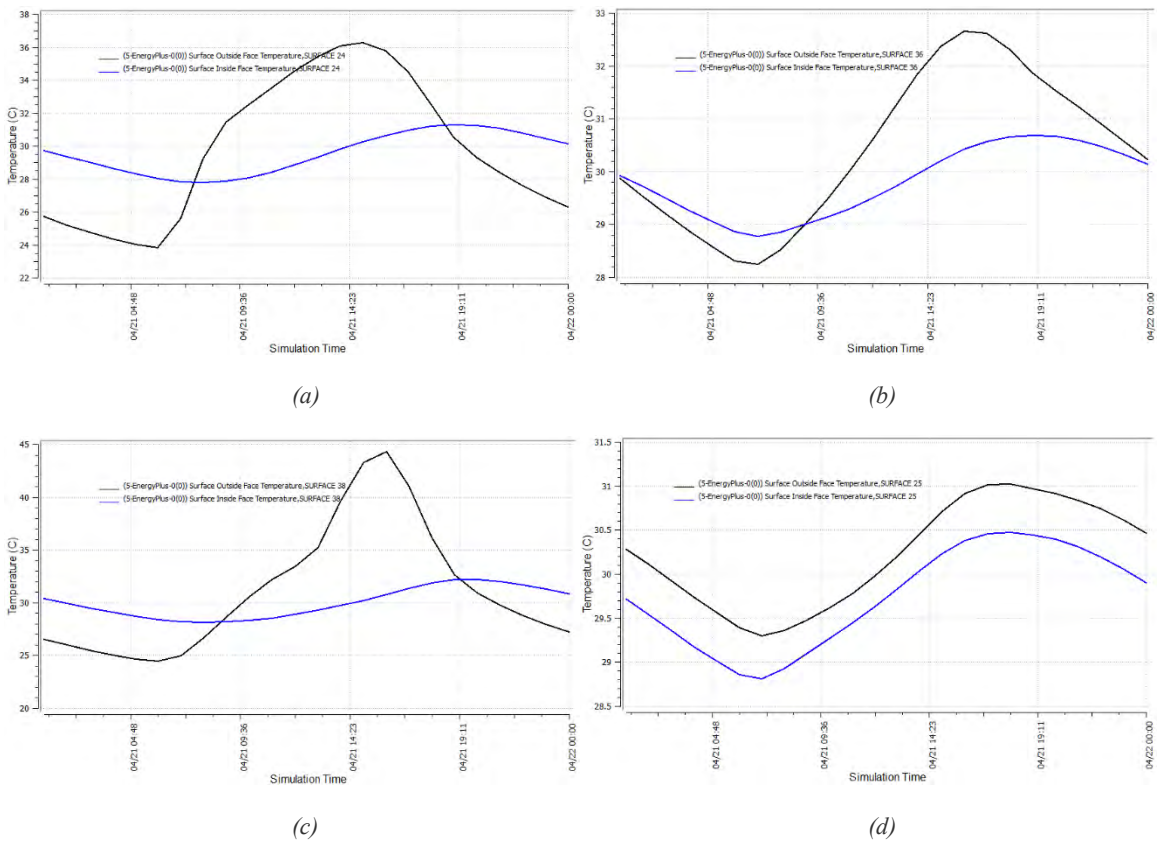 38
36
34
32
30
28
26
24
22
Temperature (C)
(5-EnergyPlus-0(0)) Surface Outside Face Temperature,SURFACE 24
(5-EnergyPlus-0(0)) Surface Inside Face Temperature,SURFACE 24
04/21 04:48
04/21 09:36
04/21 14:23
04/21 19:11
04/22 00:00
Simulation Time
(a)
33
32
31
30
29
28
Temperature (C)
(5-EnergyPlus-0(0)) Surface Outside Face Temperature,SURFACE 36
(5-EnergyPlus-0(0)) Surface Inside Face Temperature,SURFACE 36
04/21 04:48
04/21 09:36
04/21 14:23
04/21 19:11
04/22 00:00
Simulation Time
(b)
45
40
35
30
25
20
Temperature (C)
(5-EnergyPlus-0(0)) Surface Outside Face Temperature,SURFACE 38
(5-EnergyPlus-0(0)) Surface Inside Face Temperature,SURFACE 38
04/21 04:48
04/21 09:36
04/21 14:23
04/21 19:11
04/22 00:00
Simulation Time
(c)
31.5
31
30.5
30
29.5
29
28.5
Temperature (C)
(5-EnergyPlus-0(0)) Surface Outside Face Temperature,SURFACE 25
(5-EnergyPlus-0(0)) Surface Inside Face Temperature,SURFACE 25
04/21 04:48
04/21 09:36
04/21 14:23
04/21 19:11
04/22 00:00
Simulation Time
(d)